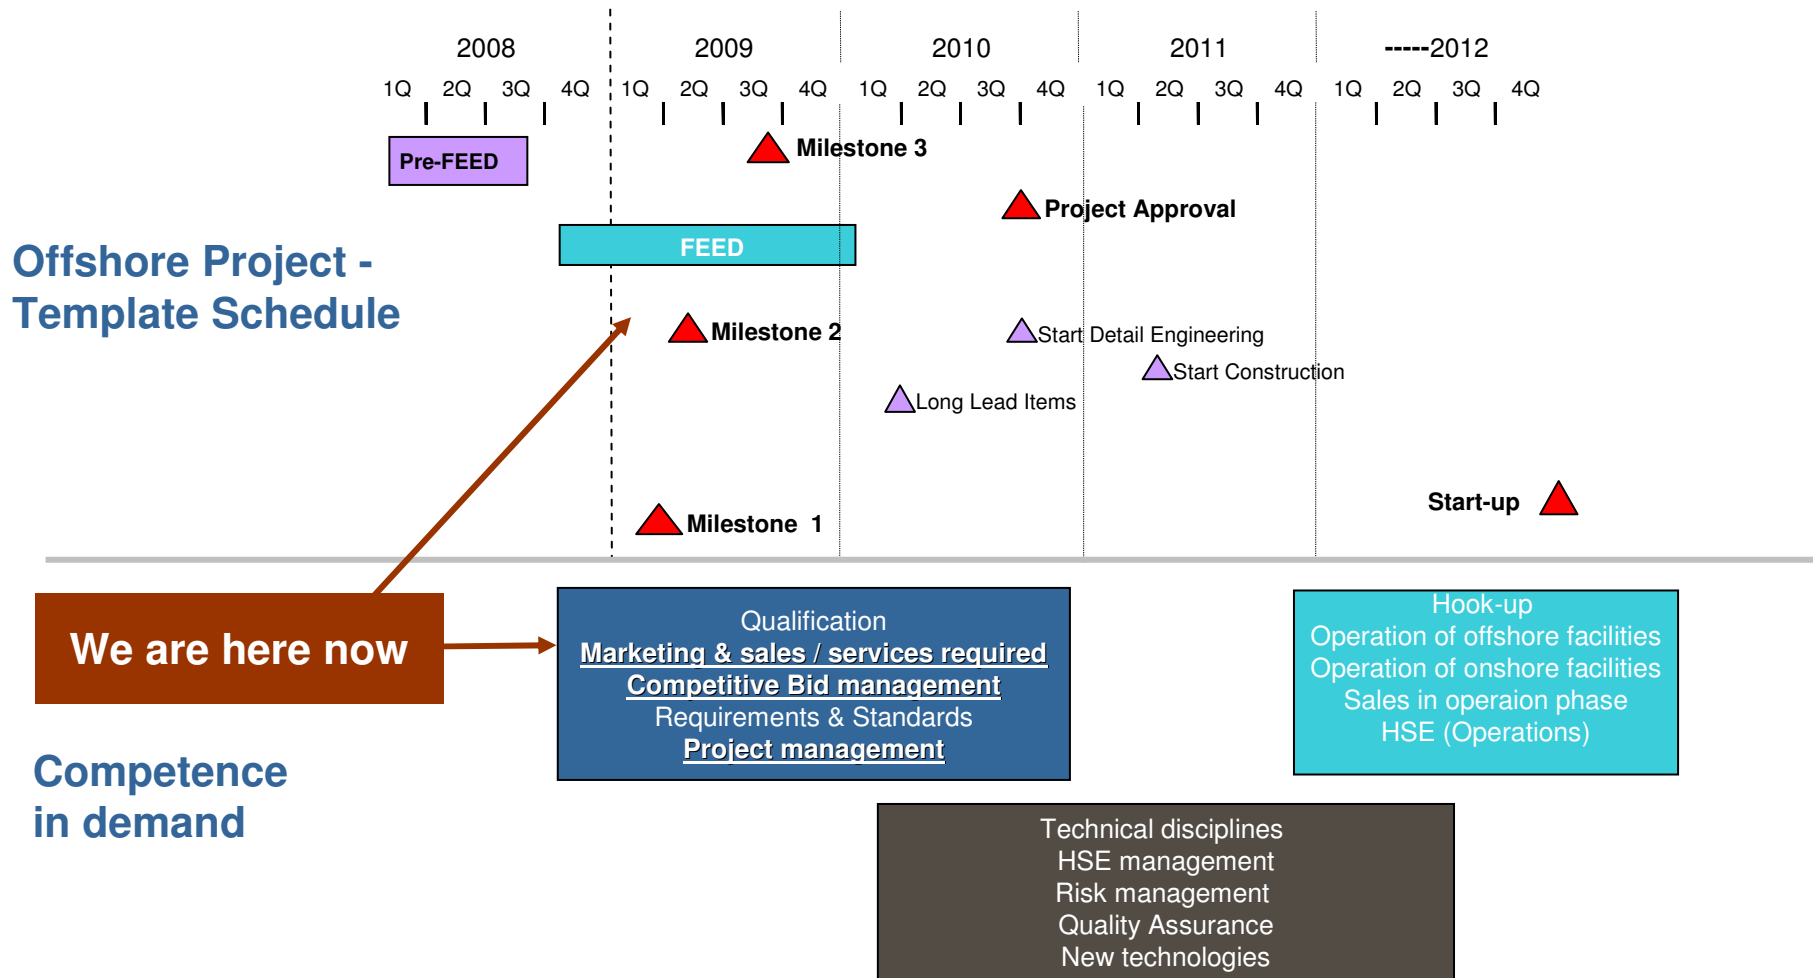 2008 2009 2010 2011 -----2012
1Q 2Q 3Q 4Q 1Q 2Q 3Q 4Q 1Q 2Q 3Q 4Q 1Q 2Q 3Q 4Q 1Q 2Q 3Q 4Q
Pre-FEED
Milestone 3
Project Approval
FEED
Offshore Project -
Template Schedule
Milestone 2
Start Detail Engineering
Start Construction
Long Lead Items
Start-up
Milestone 1
We are here now
Qualification
Marketing & sales / services required
Competitive Bid management
Requirements & Standards
Project management
Hook-up
Operation of offshore facilities
Operation of onshore facilities
Sales in operaion phase
HSE (Operations)
Competence
in demand
Technical disciplines
HSE management
Risk management
Quality Assurance
New technologies